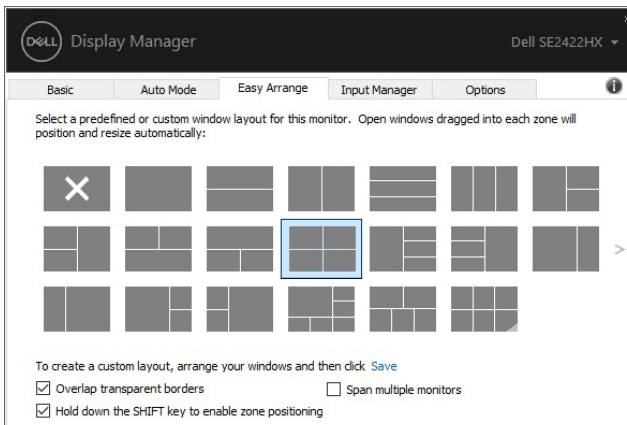 DELL Display Manager Dell SE2422HX
Basic Auto Mode Easy Arrange Input Manager Options
Select a predefined or custom window layout for this monitor. Open windows dragged into each zone will
position and resize automatically:
To create a custom layout, arrange your windows and then click Save
Overlap transparent borders Span multiple monitors
Hold down the SHIFT key to enable zone positioning